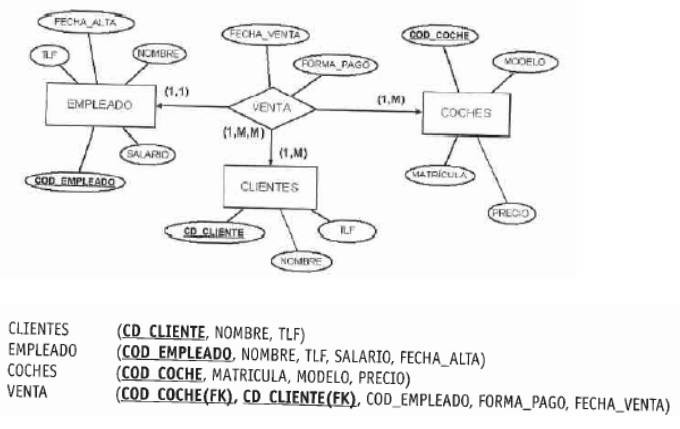 FECHA_ALTA
FECHA_VENTA
COD_COCHE
TLF
NOMBRE
FORMA_PAGO
MODELO
(1,1)
(1,M)
EMPLEADO
VENTA
COCHES
(1,M,M)
(1,M)
SALARIO
MATRÍCULA
COD_EMPLEADO
CLIENTES
PRECIO
CD_CLIENTE
TLF
NOMBRE
CLIENTES (CD_CLIENTE, NOMBRE, TLF)
EMPLEADO (COD_EMPLEADO, NOMBRE, TLF, SALARIO, FECHA_ALTA)
COCHES (COD_COCHE, MATRICULA, MODELO, PRECIO)
VENTA (COD_COCHE(FK), CD_CLIENTE(FK), COD_EMPLEADO, FORMA_PAGO, FECHA_VENTA)